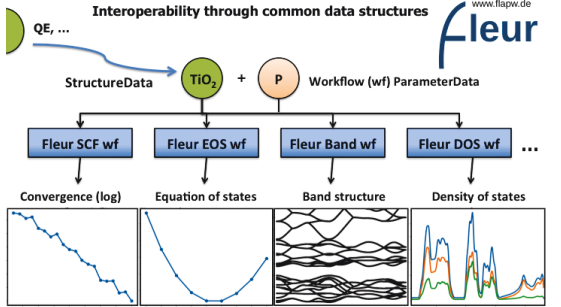 Interoperability through common data structures
www.flapw.de
QE, ...
fleur
StructureData
TiO₂
+
P
Workflow (wf) ParameterData
Fleur SCF wf
Fleur EOS wf
Fleur Band wf
Fleur DOS wf
...
Convergence (log)
Equation of states
Band structure
Density of states